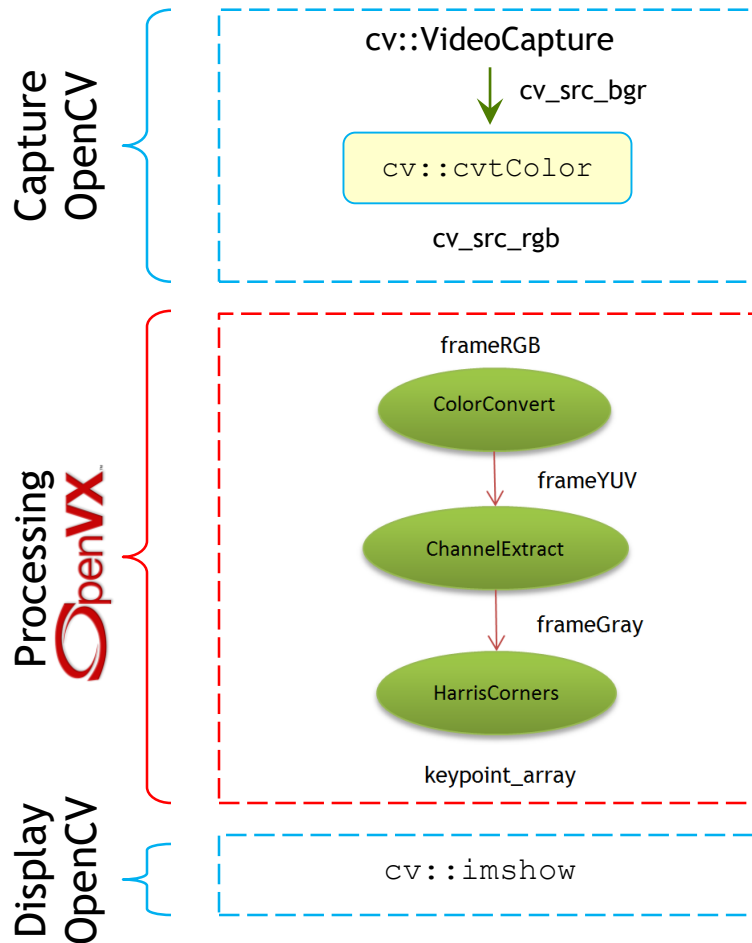 Capture
OpenCV
cv::VideoCapture
cv_src_bgr
cv::cvtColor
cv_src_rgb
Processing
OpenVX™
frameRGB
ColorConvert
frameYUV
ChannelExtract
frameGray
HarrisCorners
keypoint_array
Display
OpenCV
cv::imshow